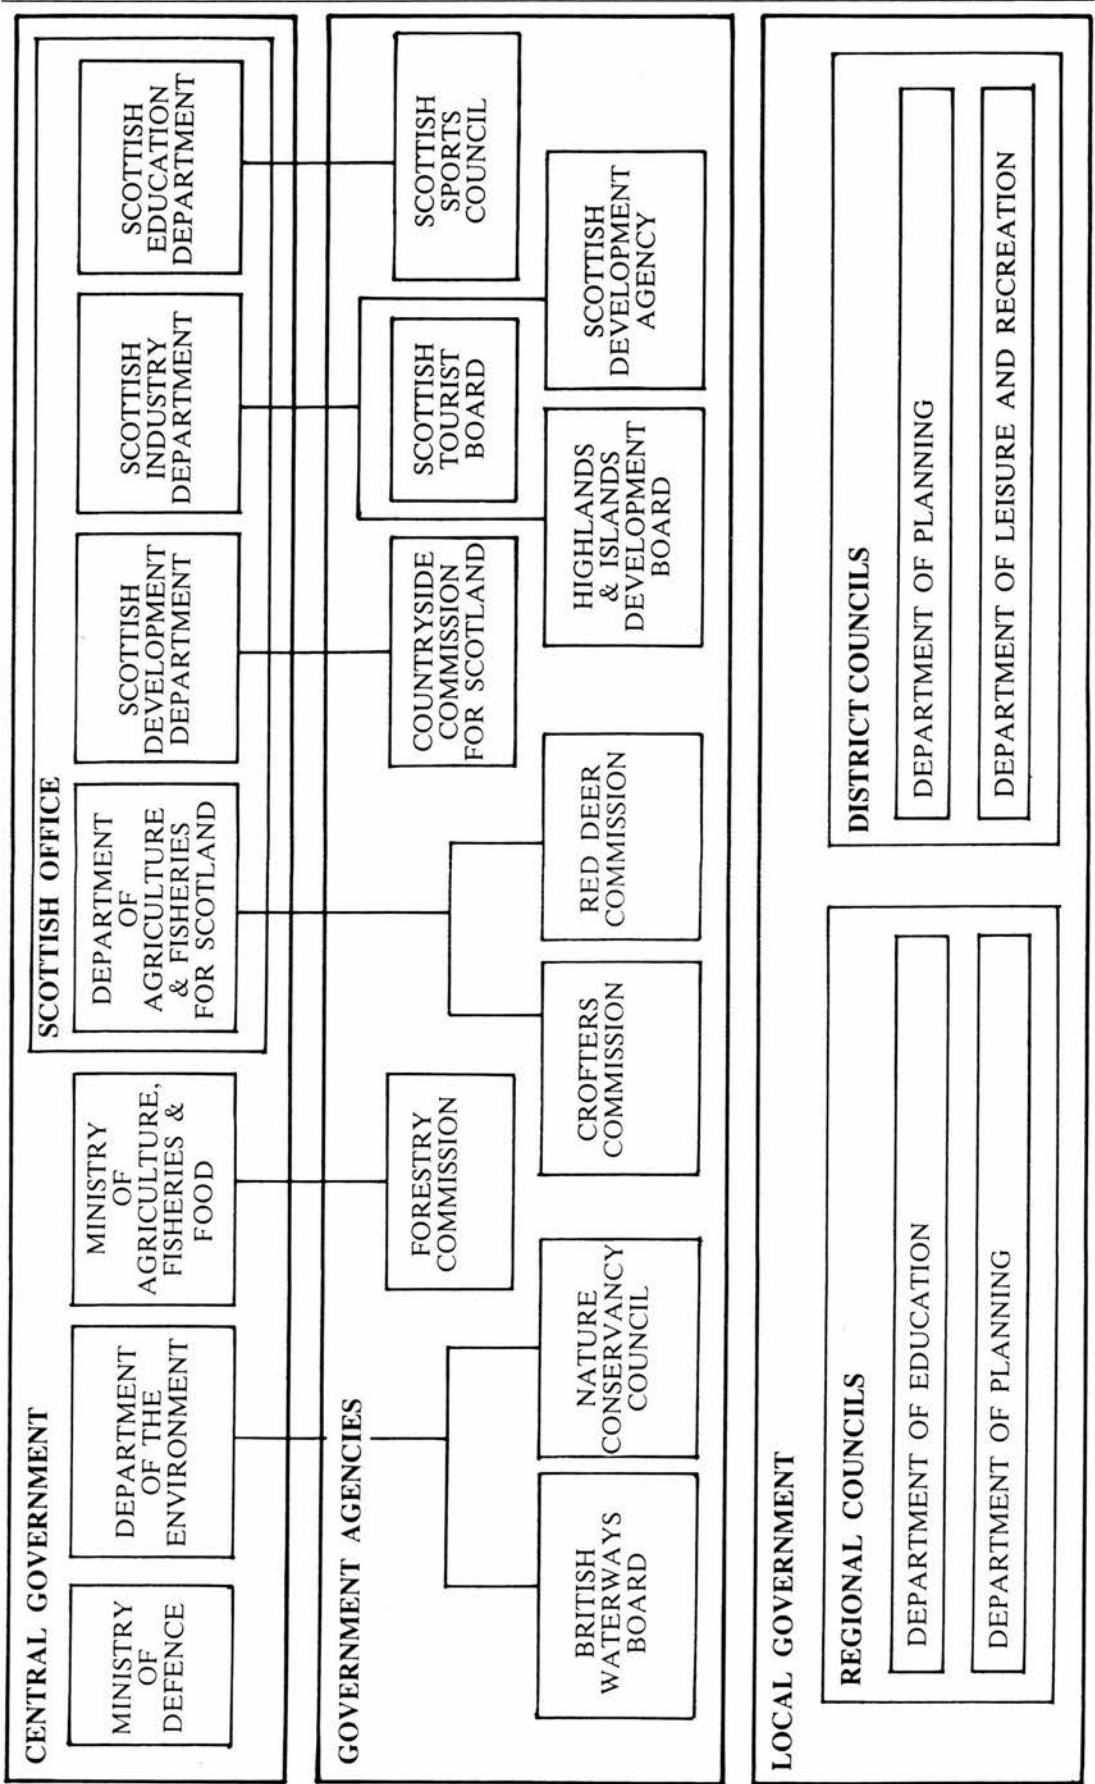 CENTRAL GOVERNMENT
MINISTRY
OF
DEFENCE
DEPARTMENT
OF THE
ENVIRONMENT
MINISTRY
OF
AGRICULTURE,
FISHERIES &
FOOD
SCOTTISH OFFICE
DEPARTMENT
OF
AGRICULTURE
& FISHERIES
FOR SCOTLAND
SCOTTISH
DEVELOPMENT
DEPARTMENT
SCOTTISH
INDUSTRY
DEPARTMENT
SCOTTISH
EDUCATION
DEPARTMENT
GOVERNMENT AGENCIES
FORESTRY
COMMISSION
COUNTRYSIDE
COMMISSION
FOR SCOTLAND
SCOTTISH
TOURIST
BOARD
SCOTTISH
SPORTS
COUNCIL
BRITISH
WATERWAYS
BOARD
NATURE
CONSERVANCY
COUNCIL
CROFTERS
COMMISSION
RED DEER
COMMISSION
HIGHLANDS
& ISLANDS
DEVELOPMENT
BOARD
SCOTTISH
DEVELOPMENT
AGENCY
LOCAL GOVERNMENT
REGIONAL COUNCILS
DEPARTMENT OF EDUCATION
DEPARTMENT OF PLANNING
DISTRICT COUNCILS
DEPARTMENT OF PLANNING
DEPARTMENT OF LEISURE AND RECREATION